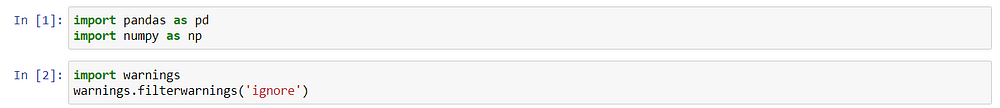 In [1]: import pandas as pd
import numpy as np
In [2]: import warnings
warnings.filterwarnings('ignore')